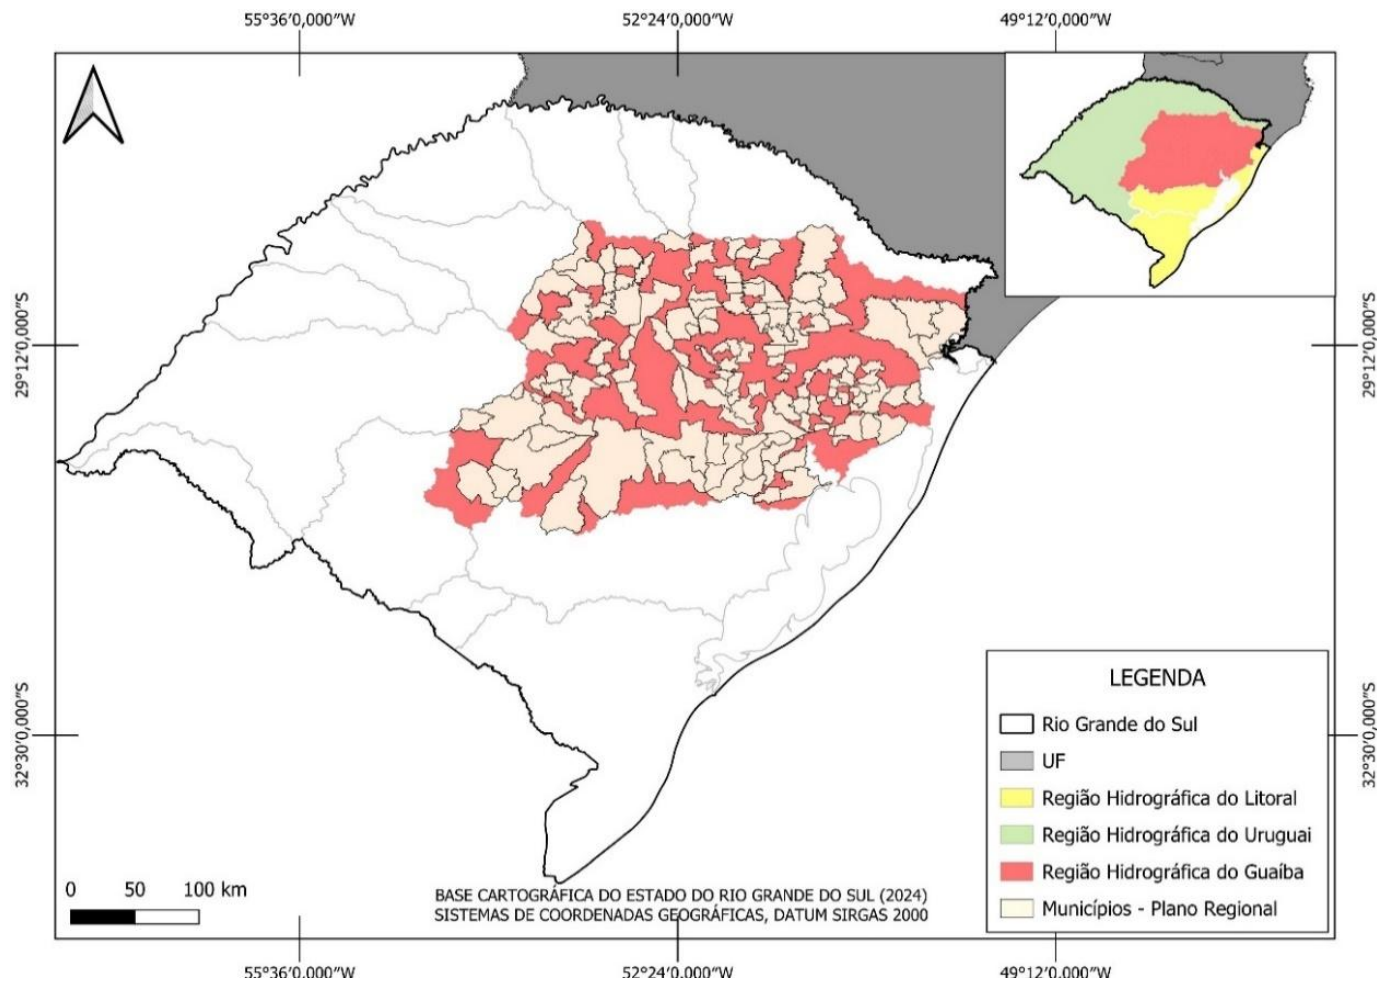 55°36′0,000″W
52°24′0,000″W
49°12′0,000″W
29°12′0,000″S
29°12′0,000″S
32°30′0,000″S
32°30′0,000″S
LEGENDA
Rio Grande do Sul
UF
Região Hidrográfica do Litoral
Região Hidrográfica do Uruguai
Região Hidrográfica do Guaíba
Municípios - Plano Regional
0 50 100 km
BASE CARTOGRÁFICA DO ESTADO DO RIO GRANDE DO SUL (2024)
SISTEMAS DE COORDENADAS GEOGRÁFICAS, DATUM SIRGAS 2000
55°36′0,000″W
52°24′0,000″W
49°12′0,000″W